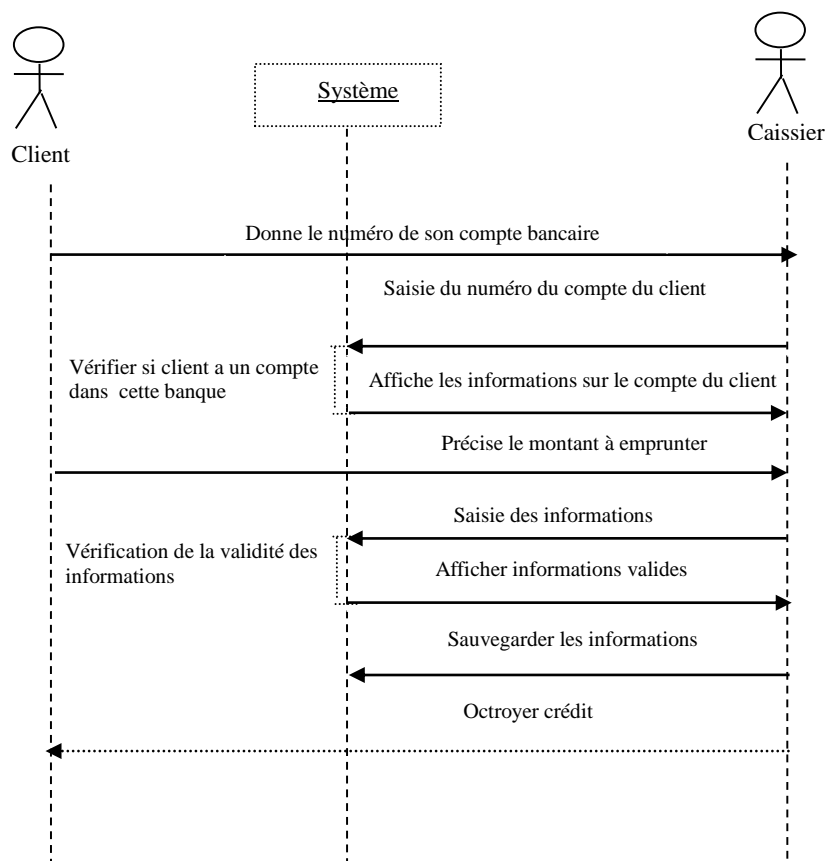 Système
Client
Caissier
Donne le numéro de son compte bancaire
Saisie du numéro du compte du client
Vérifier si client a un compte
dans cette banque
Affiche les informations sur le compte du client
Précise le montant à emprunter
Saisie des informations
Vérification de la validité des
informations
Afficher informations valides
Sauvegarder les informations
Octroyer crédit